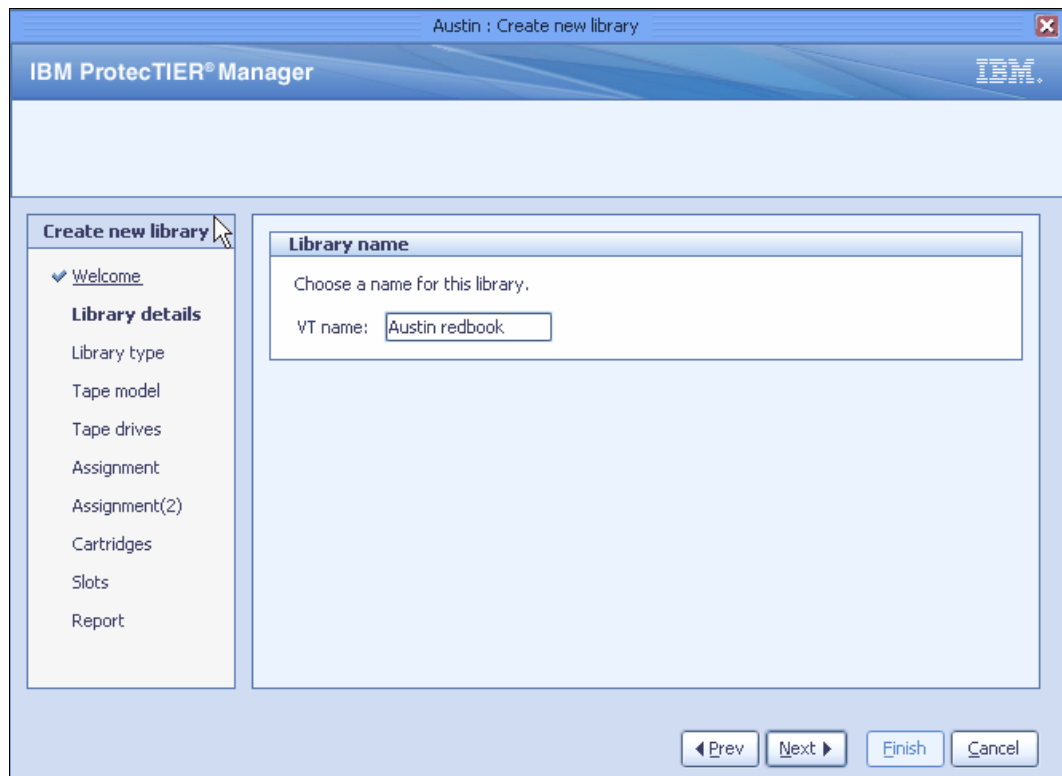 Austin : Create new library
IBM ProtecTIER® Manager
IBM.
Create new library
Welcome
Library details
Library type
Tape model
Tape drives
Assignment
Assignment(2)
Cartridges
Slots
Report
Library name
Choose a name for this library.
VT name: Austin redbook
Prev Next Finish Cancel